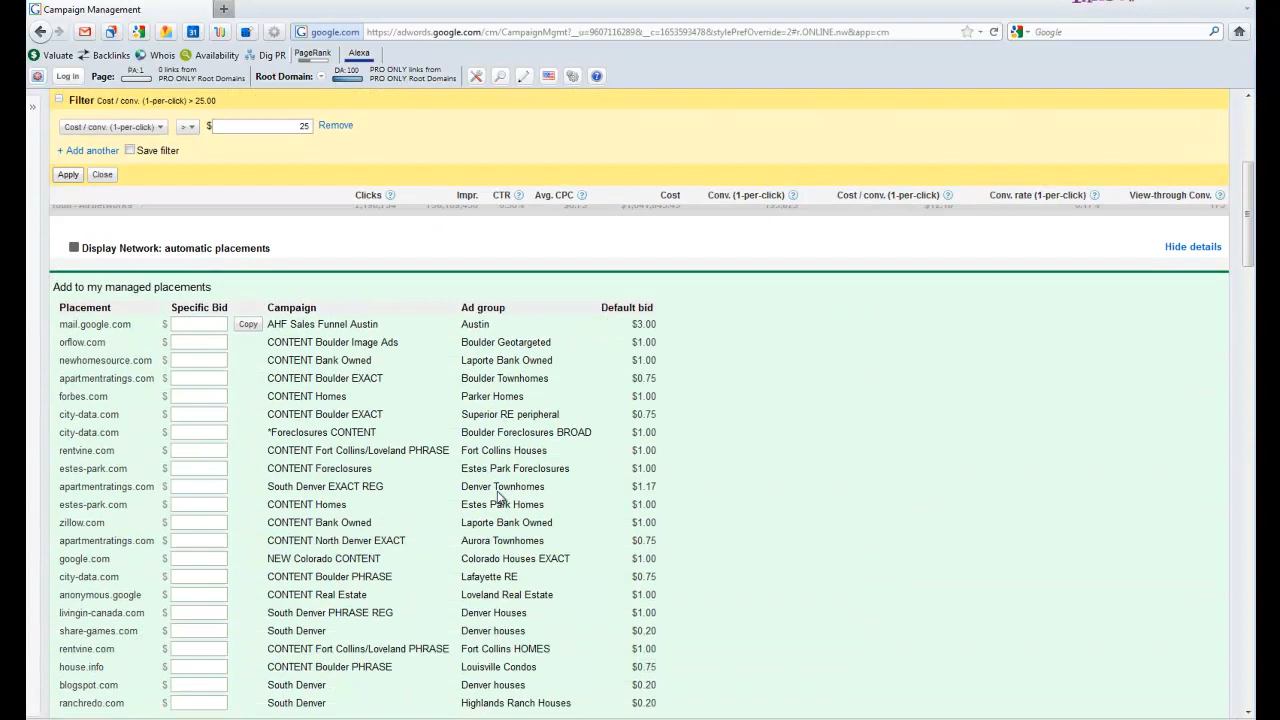 Campaign Management
google.com https://adwords.google.com/cm/CampaignMgmt?__u=9607116289&__c=1653593478&stylePrefOverride=2#r.ONLINE.nw&app=cm Google
Valuate Backlinks Whois Availability Dig PR PageRank Alexa
Log In Page: PA: 1 0 links from PRO ONLY Root Domains Root Domain: DA: 100 PRO ONLY links from PRO ONLY Root Domains
Filter Cost / conv. (1-per-click) > 25.00
Cost / conv. (1-per-click) > $ 25 Remove
+ Add another Save filter
Apply Close
Clicks Impr. CTR Avg. CPC Cost Conv. (1-per-click) Cost / conv. (1-per-click) Conv. rate (1-per-click) View-through Conv.
Display Network: automatic placements Hide details
Add to my managed placements
Placement Specific Bid Campaign Ad group Default bid
mail.google.com $ Copy AHF Sales Funnel Austin Austin $3.00
orflow.com $ CONTENT Boulder Image Ads Boulder Geotargeted $1.00
newhomesource.com $ CONTENT Bank Owned Laporte Bank Owned $1.00
apartmentratings.com $ CONTENT Boulder EXACT Boulder Townhomes $0.75
forbes.com $ CONTENT Homes Parker Homes $1.00
city-data.com $ CONTENT Boulder EXACT Superior RE peripheral $0.75
city-data.com $ *Foreclosures CONTENT Boulder Foreclosures BROAD $1.00
rentvine.com $ CONTENT Fort Collins/Loveland PHRASE Fort Collins Houses $1.00
estes-park.com $ CONTENT Foreclosures Estes Park Foreclosures $1.00
apartmentratings.com $ South Denver EXACT REG Denver Townhomes $1.17
estes-park.com $ CONTENT Homes Estes Park Homes $1.00
zillow.com $ CONTENT Bank Owned Laporte Bank Owned $1.00
apartmentratings.com $ CONTENT North Denver EXACT Aurora Townhomes $0.75
google.com $ NEW Colorado CONTENT Colorado Houses EXACT $1.00
city-data.com $ CONTENT Boulder PHRASE Lafayette RE $0.75
anonymous.google $ CONTENT Real Estate Loveland Real Estate $1.00
livingin-canada.com $ South Denver PHRASE REG Denver Houses $1.00
share-games.com $ South Denver Denver houses $0.20
rentvine.com $ CONTENT Fort Collins/Loveland PHRASE Fort Collins HOMES $1.00
house.info $ CONTENT Boulder PHRASE Louisville Condos $0.75
blogspot.com $ South Denver Denver houses $0.20
ranchredo.com $ South Denver Highlands Ranch Houses $0.20